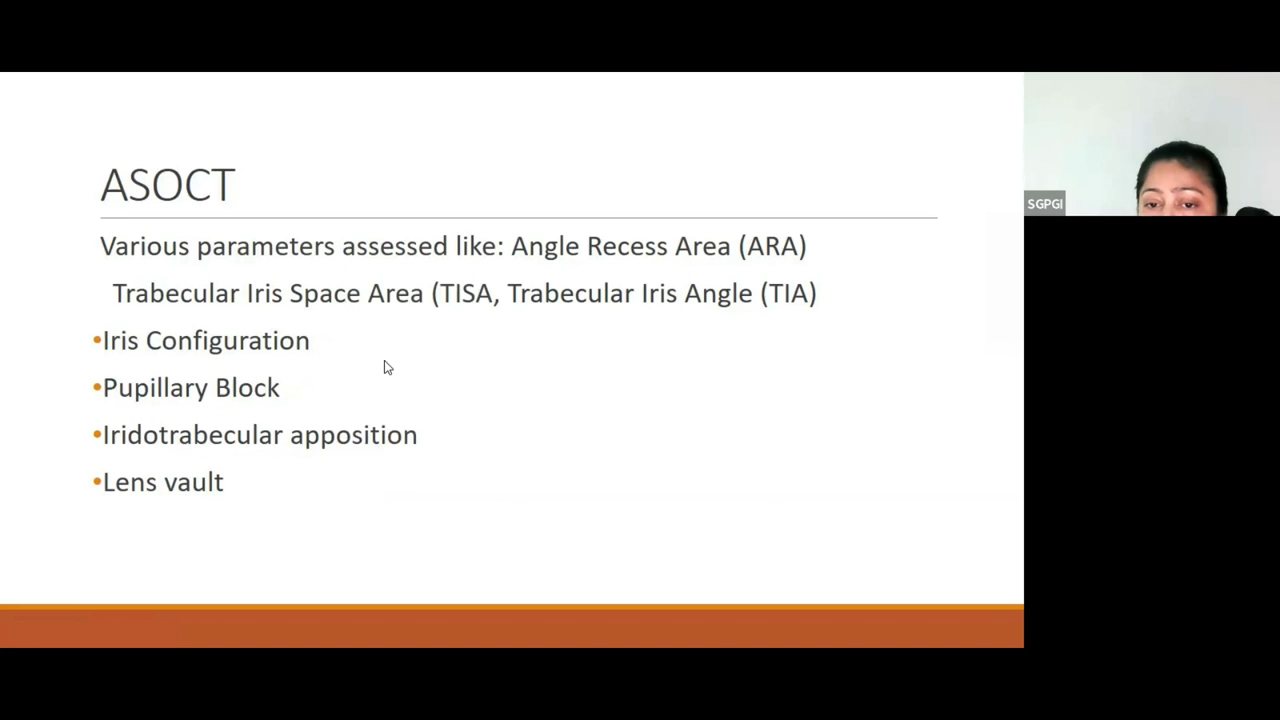 ASOCT
Various parameters assessed like: Angle Recess Area (ARA)
Trabecular Iris Space Area (TISA, Trabecular Iris Angle (TIA)
•Iris Configuration
•Pupillary Block
•Iridotrabecular apposition
•Lens vault
SGPGI